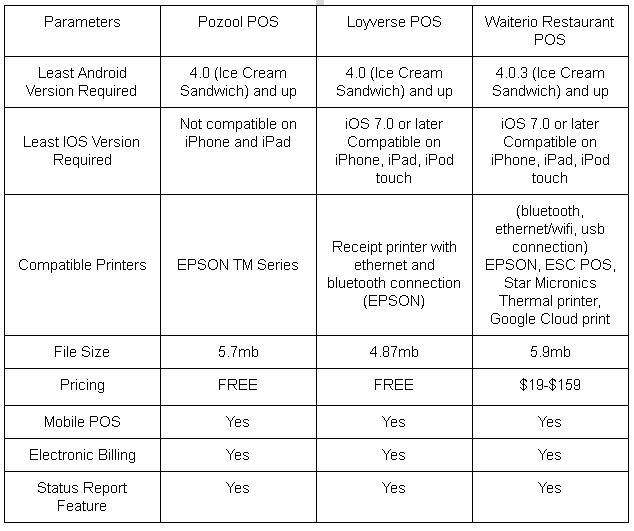 Parameters
Pozool POS
Loyverse POS
Waiterio Restaurant
POS
Least Android
Version Required
4.0 (Ice Cream
Sandwich) and up
4.0 (Ice Cream
Sandwich) and up
4.0.3 (Ice Cream
Sandwich) and up
Least IOS Version
Required
Not compatible on
iPhone and iPad
iOS 7.0 or later
Compatible on
iPhone, iPad, iPod
touch
iOS 7.0 or later
Compatible on
iPhone, iPad, iPod
touch
Compatible Printers
EPSON TM Series
Receipt printer with
ethernet and
bluetooth connection
(EPSON)
(bluetooth,
ethernet/wifi, usb
connection)
EPSON, ESC POS,
Star Micronics
Thermal printer,
Google Cloud print
File Size
5.7mb
4.87mb
5.9mb
Pricing
FREE
FREE
$19-$159
Mobile POS
Yes
Yes
Yes
Electronic Billing
Yes
Yes
Yes
Status Report
Feature
Yes
Yes
Yes